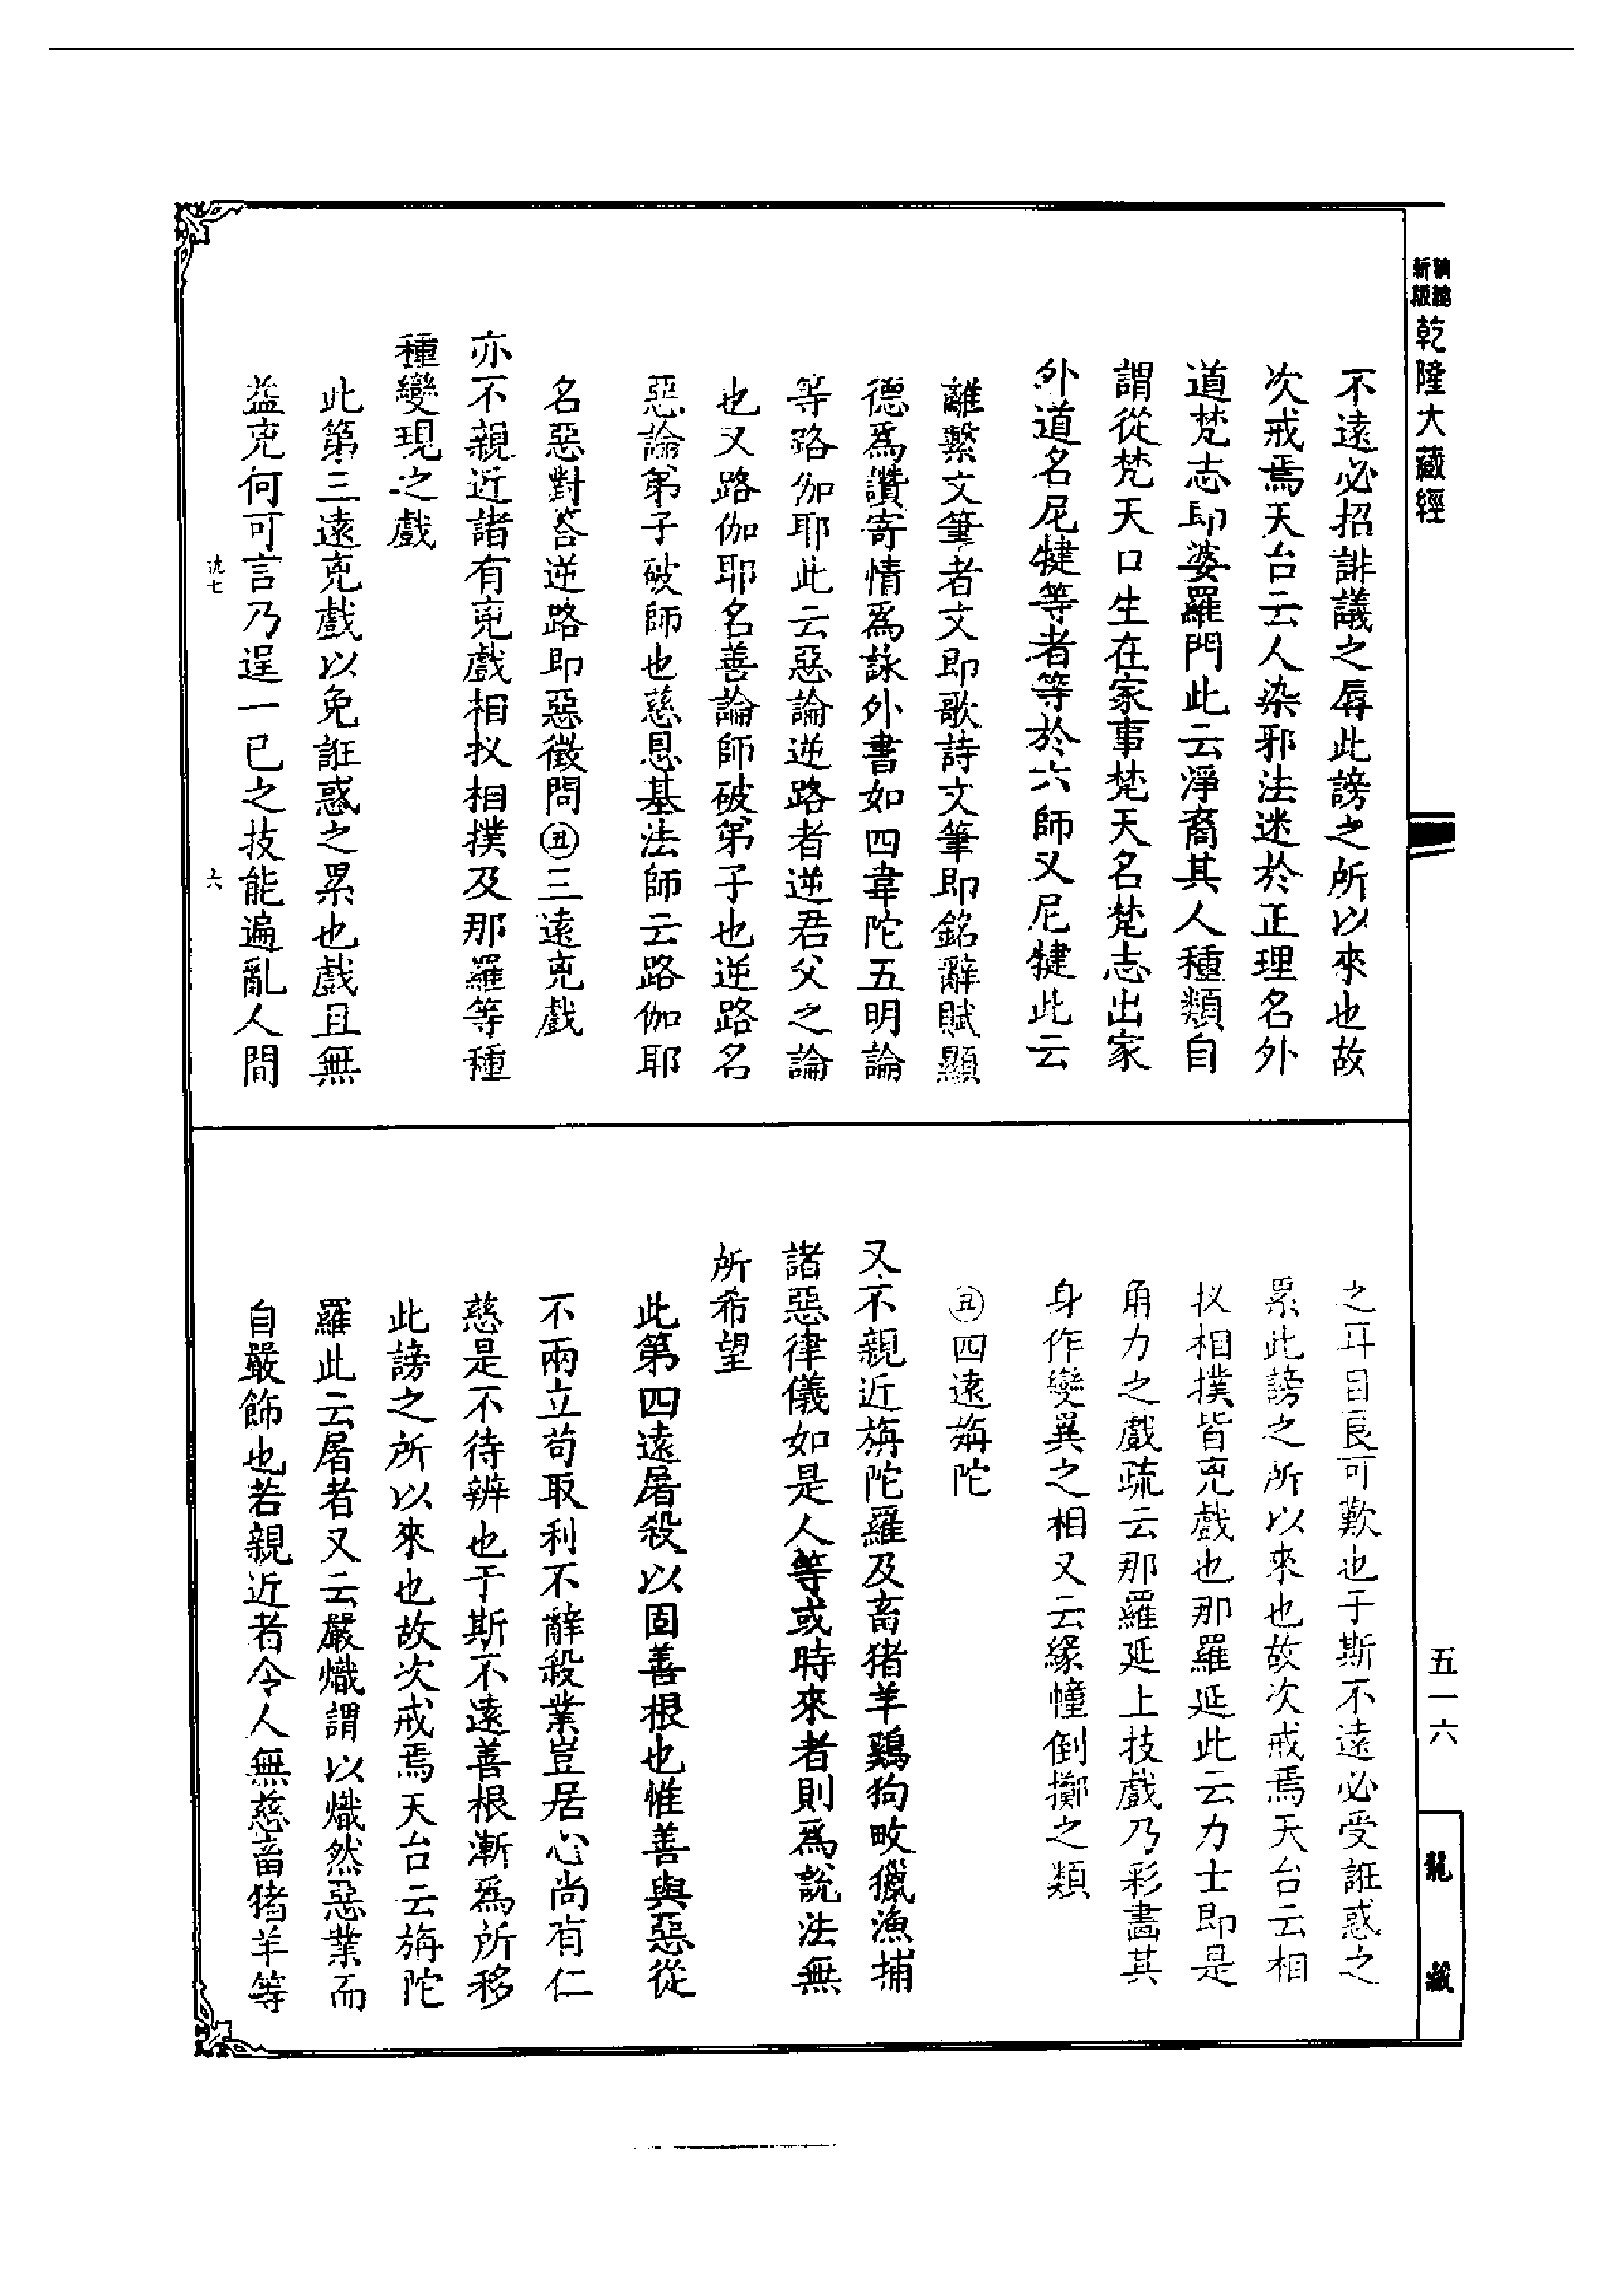 新版
精縮
乾隆大藏經
不遠必招誹議之辱此謗之所以來也故
次戒焉天台云人染邪法迷於正理名外
道梵志卽婆羅門此云淨裔其人種類自
謂從梵天口生在家事梵天名梵志出家
外道名尼犍等者等於六師又尼犍此云
離繫文筆者文即歌詩文筆即銘辭賦顯
德爲讚寄情爲詠外書如四韋陀五明論
等路伽耶此云惡論逆路者逆君父之論
也又路伽耶名善論師破弟子也逆路名
惡論弟子破師也慈恩基法師云路伽耶
名惡對答逆路即惡徵問㊄三遠兇戲
亦不親近諸有兇戲相扠相撲及那羅等種
種變現之戲
此第三遠兇戲以免誑惑之累也戲且無
益兇何可言乃逞一已之技能遍亂人間
六
之耳目良可歎也于斯不遠必受誑惑之
累此謗之所以來也故次戒焉天台云相
扠相撲皆兇戲也那羅延此云力士即是
角力之戲疏云那羅延上技戲乃彩畵其
身作變異之相又云緣幢倒擲之類
㊄四遠旃陀
又不親近旃陀羅及畜猪羊鷄狗畋獵漁捕
諸惡律儀如是人等或時來者則爲說法無
所希望
此第四遠屠殺以固善根也惟善與惡從
不兩立苟取利不辭殺業豈居心尚有仁
慈是不待辨也于斯不遠善根漸爲所移
此謗之所以來也故次戒焉天台云旃陀
羅此云屠者又云嚴熾謂以熾然惡業而
自嚴飾也若親近者令人無慈畜猪羊等
五一六
龍藏